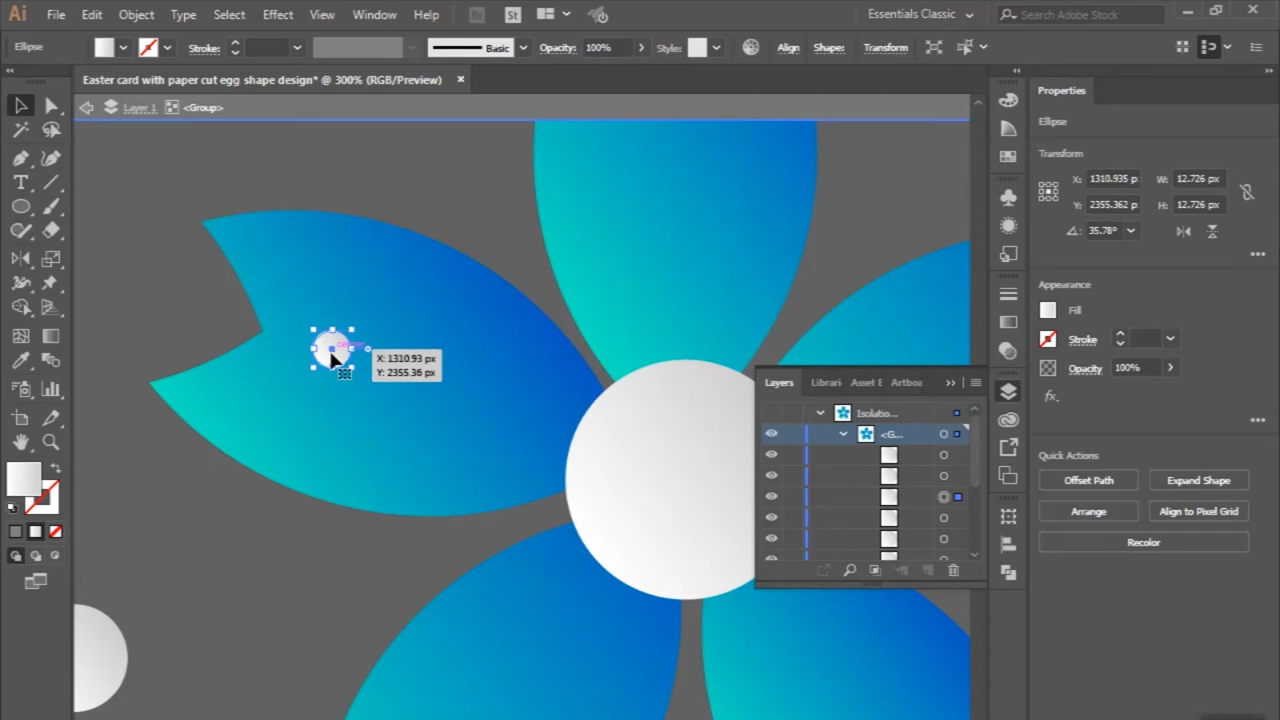 Ai File Edit Object Type Select Effect View Window Help Br St Essentials Classic Search Adobe Stock
Ellipse Stroke: Basic Opacity: 100% Style: Align Shape: Transform
Easter card with paper cut egg shape design* @ 300% (RGB/Preview)
Layer 1 <Group>
X: 1310.93 px
Y: 2355.36 px
Layers Librari Asset E Artboa
Isolatio...
<G...
Properties
Ellipse
Transform
X: 1310.935 p W: 12.726 px
Y: 2355.362 p H: 12.726 px
35.78°
Appearance
Fill
Stroke
Opacity 100%
fx
Quick Actions
Offset Path Expand Shape
Arrange Align to Pixel Grid
Recolor